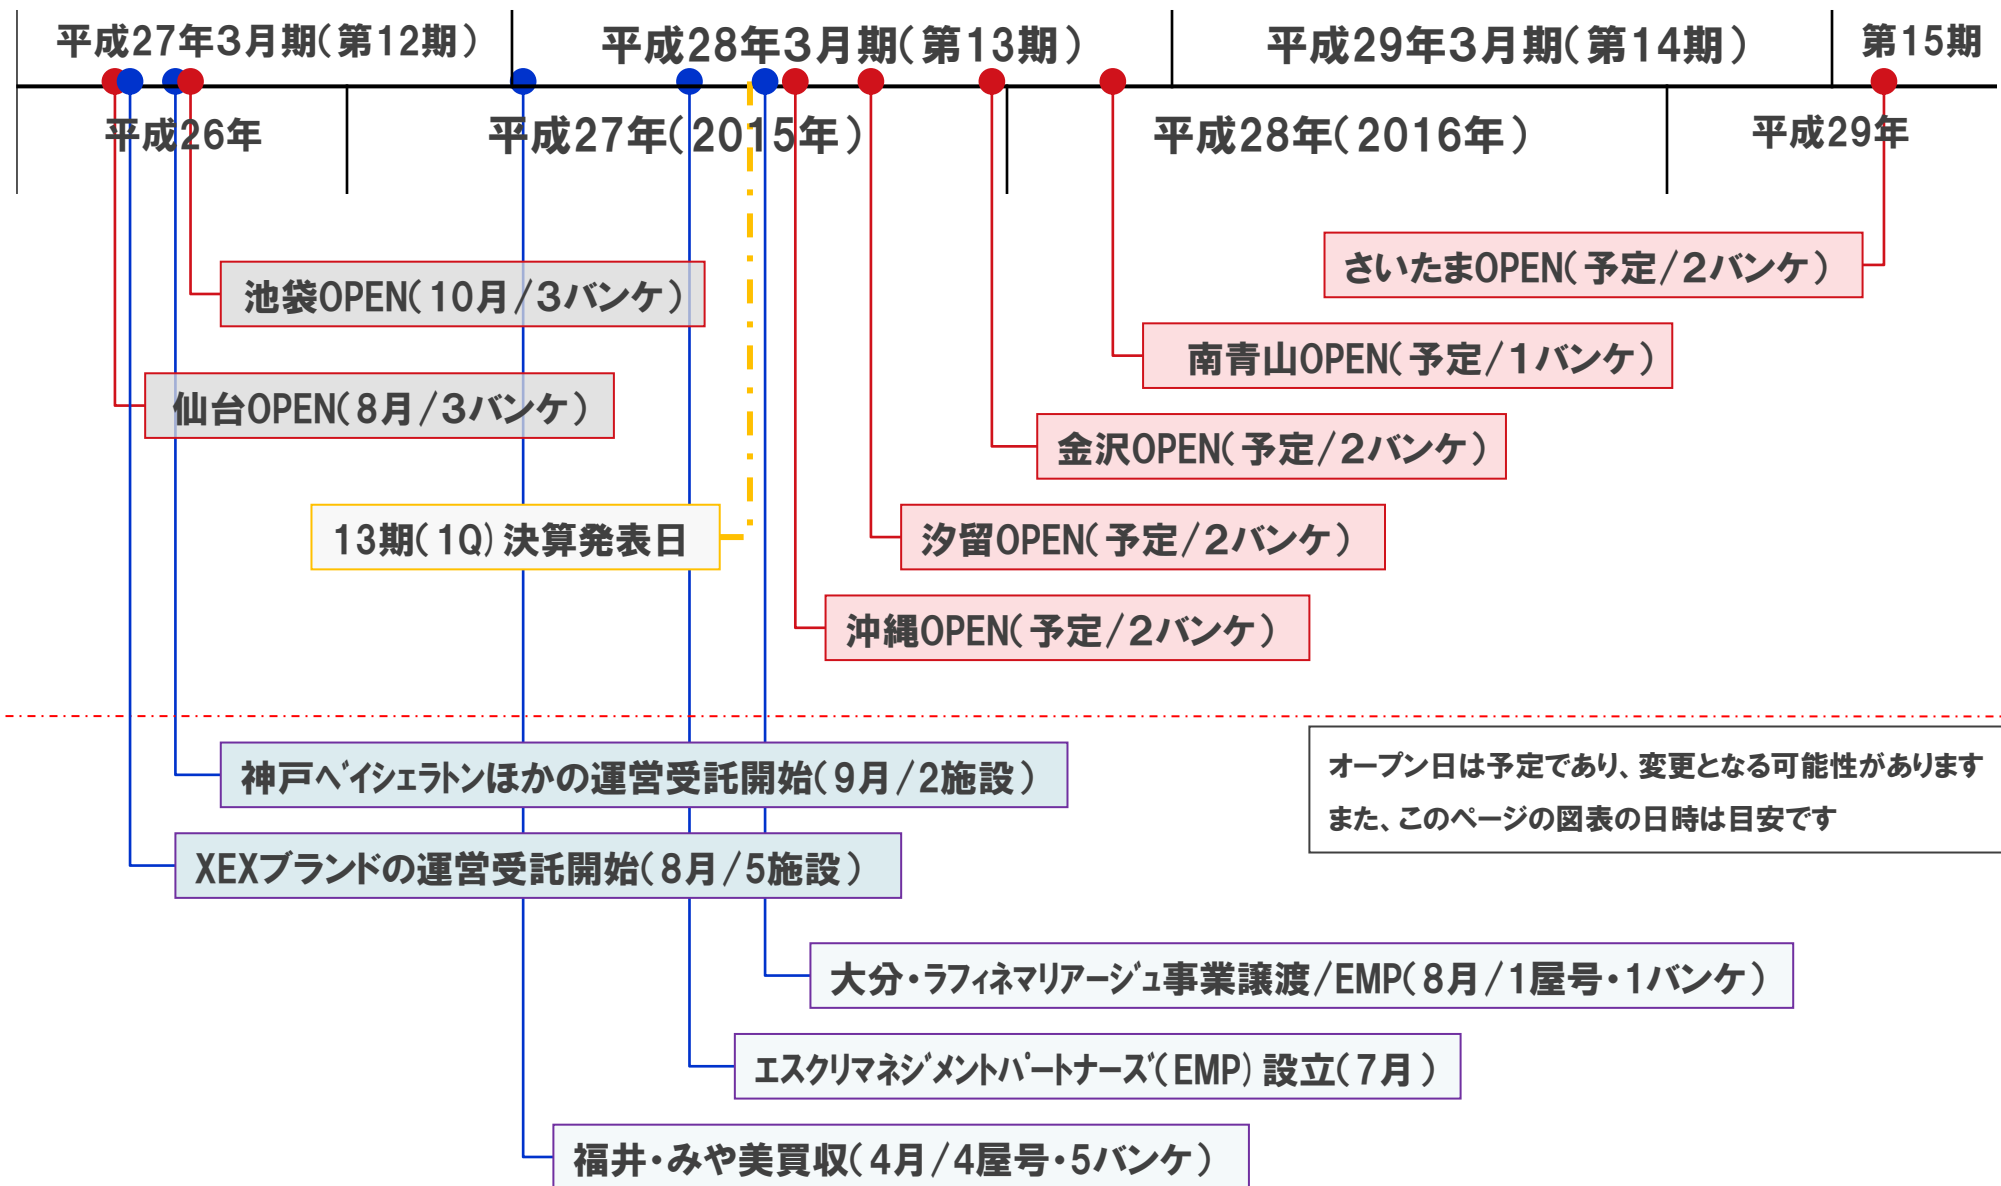 平成27年3月期(第12期)
平成28年3月期(第13期)
平成29年3月期(第14期)
第15期
平成26年
平成27年(2015年)
平成28年(2016年)
平成29年
さいたまOPEN(予定/2バンケ)
池袋OPEN(10月/3バンケ)
南青山OPEN(予定/1バンケ)
仙台OPEN(8月/3バンケ)
金沢OPEN(予定/2バンケ)
13期(1Q)決算発表日
汐留OPEN(予定/2バンケ)
沖縄OPEN(予定/2バンケ)
神戸ベイシェラトンほかの運営受託開始(9月/2施設)
オープン日は予定であり、変更となる可能性があります
また、このページの図表の日時は目安です
XEXブランドの運営受託開始(8月/5施設)
大分・ラフィネマリアージュ事業譲渡/EMP(8月/1屋号・1バンケ)
エスクリマネジメントパートナーズ(EMP)設立(7月)
福井・みや美買収(4月/4屋号・5バンケ)